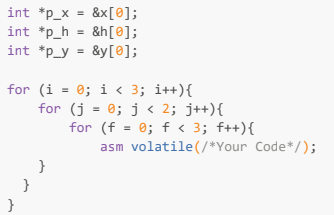 int *p_x = &x[0];
int *p_h = &h[0];
int *p_y = &y[0];

for (i = 0; i < 3; i++){
    for (j = 0; j < 2; j++){
        for (f = 0; f < 3; f++){
            asm volatile(/*Your Code*/);
    }
  }
}